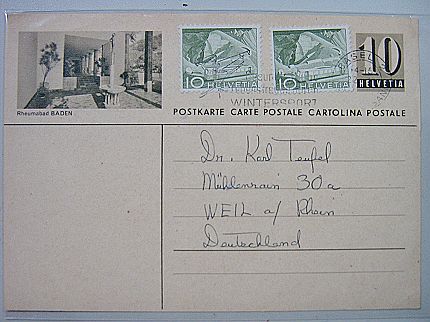 10 HELVETIA
10 HELVETIA
10
HELVETIA
BASEL
WINTERSPORT
Rheumabad BADEN
POSTKARTE CARTE POSTALE CARTOLINA POSTALE
Dr. Karl Teufel
Mühlenrain 30a
WEIL a/ Rhein
Deutschland